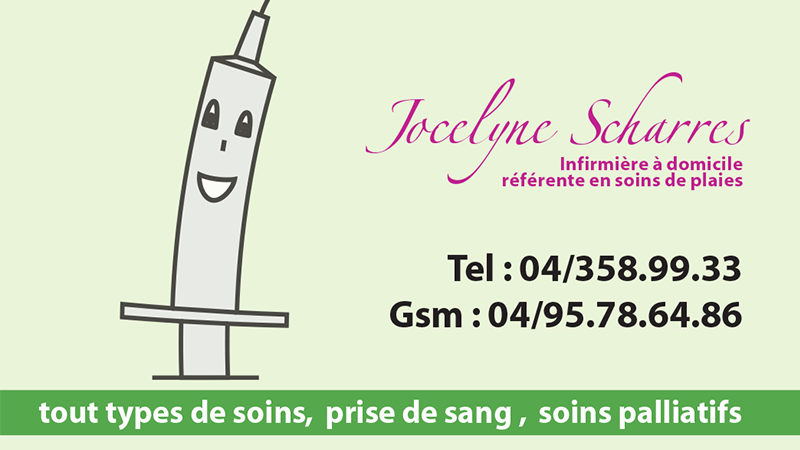 Jocelyne Scharres
Infirmière à domicile
référente en soins de plaies
Tel : 04/358.99.33
Gsm : 04/95.78.64.86
tout types de soins, prise de sang , soins palliatifs